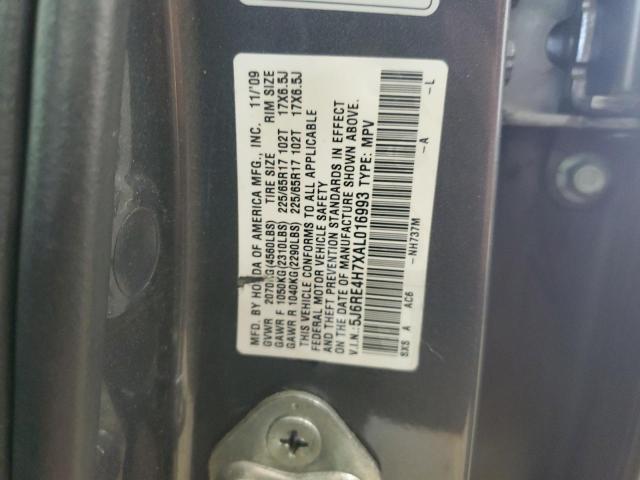 MFD. BY HONDA OF AMERICA MFG., INC. 11/'09
GVWR 2070KG(4560LBS) TIRE SIZE RIM SIZE
GAWR F 1050KG(2310LBS) 225/65R17 102T 17X6.5J
GAWR R 1040KG(2290LBS) 225/65R17 102T 17X6.5J
THIS VEHICLE CONFORMS TO ALL APPLICABLE
FEDERAL MOTOR VEHICLE SAFETY
AND THEFT PREVENTION STANDARDS IN EFFECT
ON THE DATE OF MANUFACTURE SHOWN ABOVE.
V.I.N.:5J6RE4H7XAL016993 TYPE: MPV
SXS A AC6 -NH737M -A -L